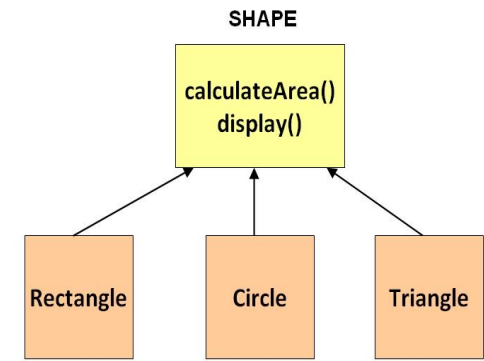 SHAPE
calculateArea()
display()
Rectangle
Circle
Triangle